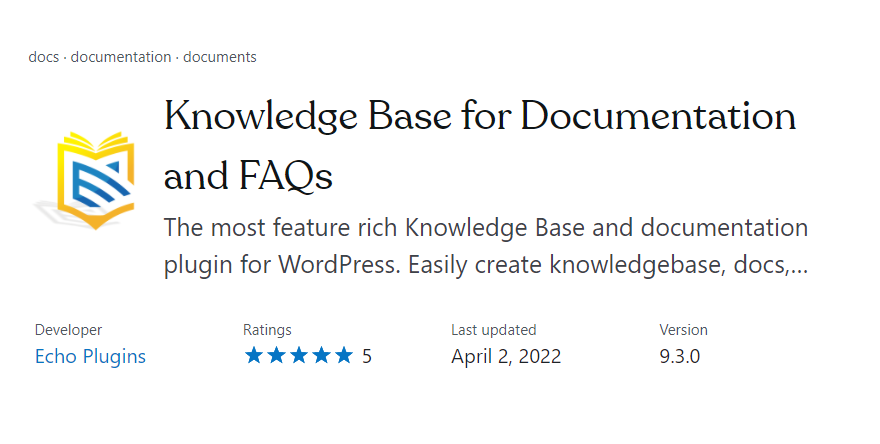 docs · documentation · documents
Knowledge Base for Documentation
and FAQs
The most feature rich Knowledge Base and documentation
plugin for WordPress. Easily create knowledgebase, docs,...
Developer Ratings Last updated Version
Echo Plugins 5 April 2, 2022 9.3.0